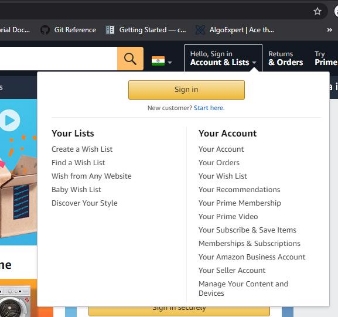 rial Doc...
Git Reference
Getting Started — c...
AlgoExpert | Ace th...
Hello, Sign in
Account & Lists
Returns
& Orders
Try
Prime
Sign in
New customer? Start here.
Your Lists
Create a Wish List
Find a Wish List
Wish from Any Website
Baby Wish List
Discover Your Style
Your Account
Your Account
Your Orders
Your Wish List
Your Recommendations
Your Prime Membership
Your Prime Video
Your Subscribe & Save Items
Memberships & Subscriptions
Your Amazon Business Account
Your Seller Account
Manage Your Content and
Devices
Sign in securely